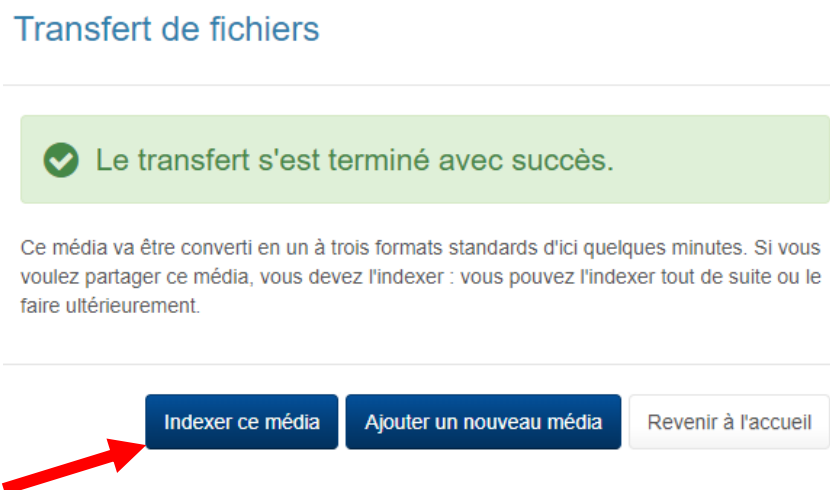 Transfert de fichiers
Le transfert s'est terminé avec succès.
Ce média va être converti en un à trois formats standards d'ici quelques minutes. Si vous
voulez partager ce média, vous devez l'indexer : vous pouvez l'indexer tout de suite ou le
faire ultérieurement.
Indexer ce média Ajouter un nouveau média Revenir à l'accueil